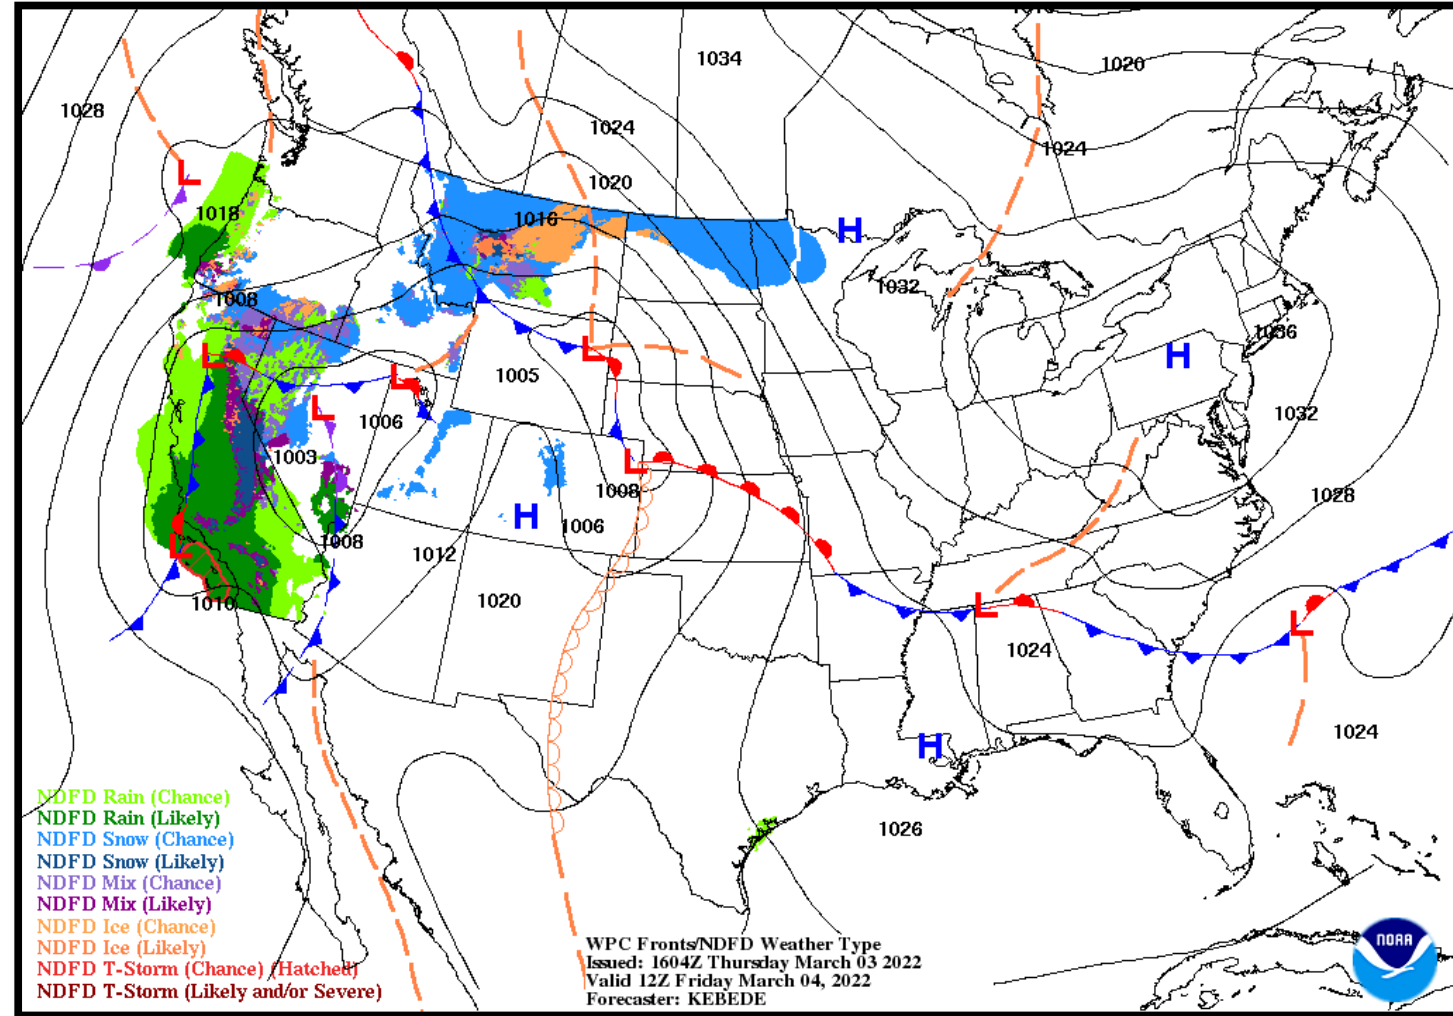 1016
1034
1020
1028
1024
1024
1020
L
1018
1016
H
1032
1008
1036
L
L
H
L
1005
L
1006
1032
1003
L
1008
1028
H
1006
1008
1012
L
1010
1020
L
L
1024
1024
H
1026
NDFD Rain (Chance)
NDFD Rain (Likely)
NDFD Snow (Chance)
NDFD Snow (Likely)
NDFD Mix (Chance)
NDFD Mix (Likely)
NDFD Ice (Chance)
NDFD Ice (Likely)
NDFD T-Storm (Chance) (Hatched)
NDFD T-Storm (Likely and/or Severe)
WPC Fronts/NDFD Weather Type
Issued: 1604Z Thursday March 03 2022
Valid 12Z Friday March 04, 2022
Forecaster: KEBEDE
NOAA